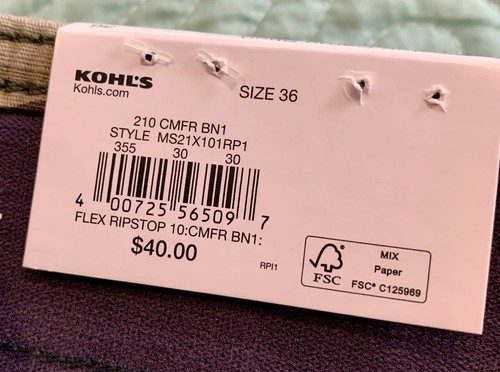 KOHL'S
Kohls.com
SIZE 36
210 CMFR BN1
STYLE MS21X101RP1
355 30 30
4 00725 56509 7
FLEX RIPSTOP 10:CMFR BN1:
$40.00
RPI1
FSC
MIX
Paper
FSC® C125969